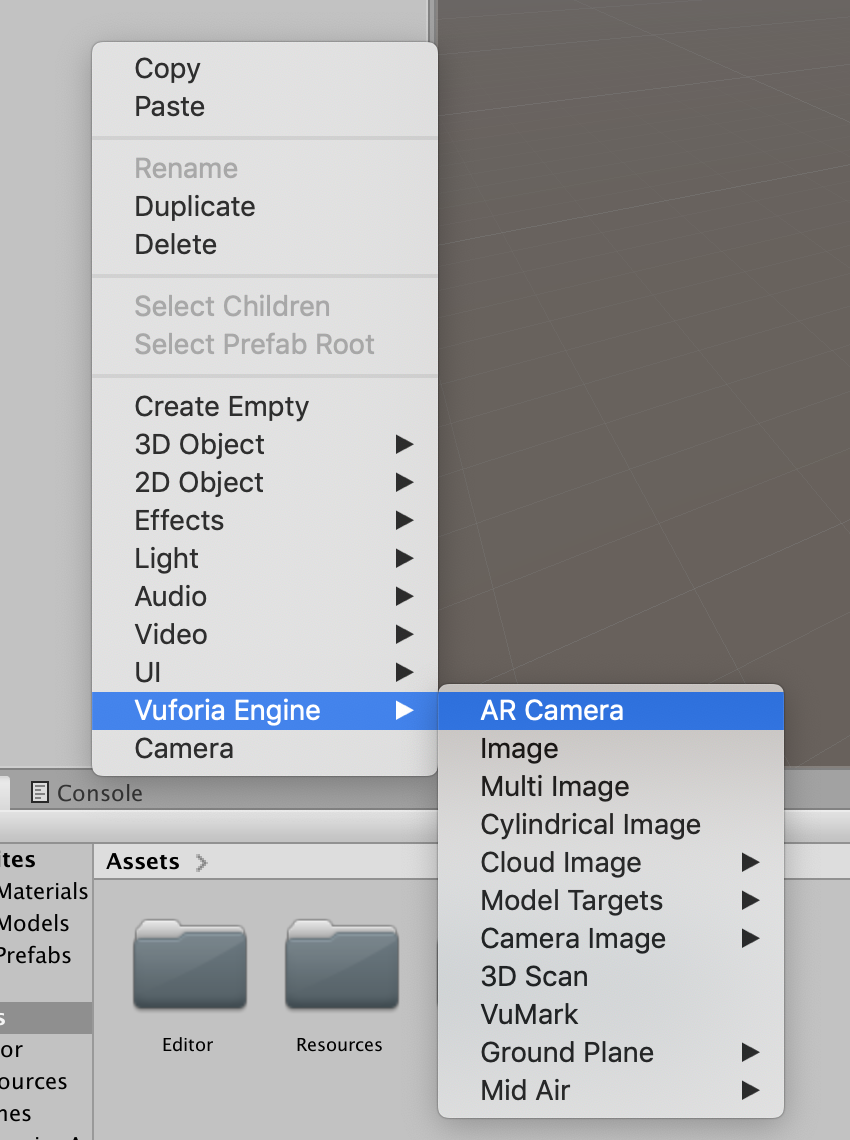 Copy
Paste
Rename
Duplicate
Delete
Select Children
Select Prefab Root
Create Empty
3D Object
2D Object
Effects
Light
Audio
Video
UI
Vuforia Engine
Camera
AR Camera
Image
Multi Image
Cylindrical Image
Cloud Image
Model Targets
Camera Image
3D Scan
VuMark
Ground Plane
Mid Air
Console
ites
Materials
Models
Prefabs
s
or
ources
nes
Assets
Editor
Resources